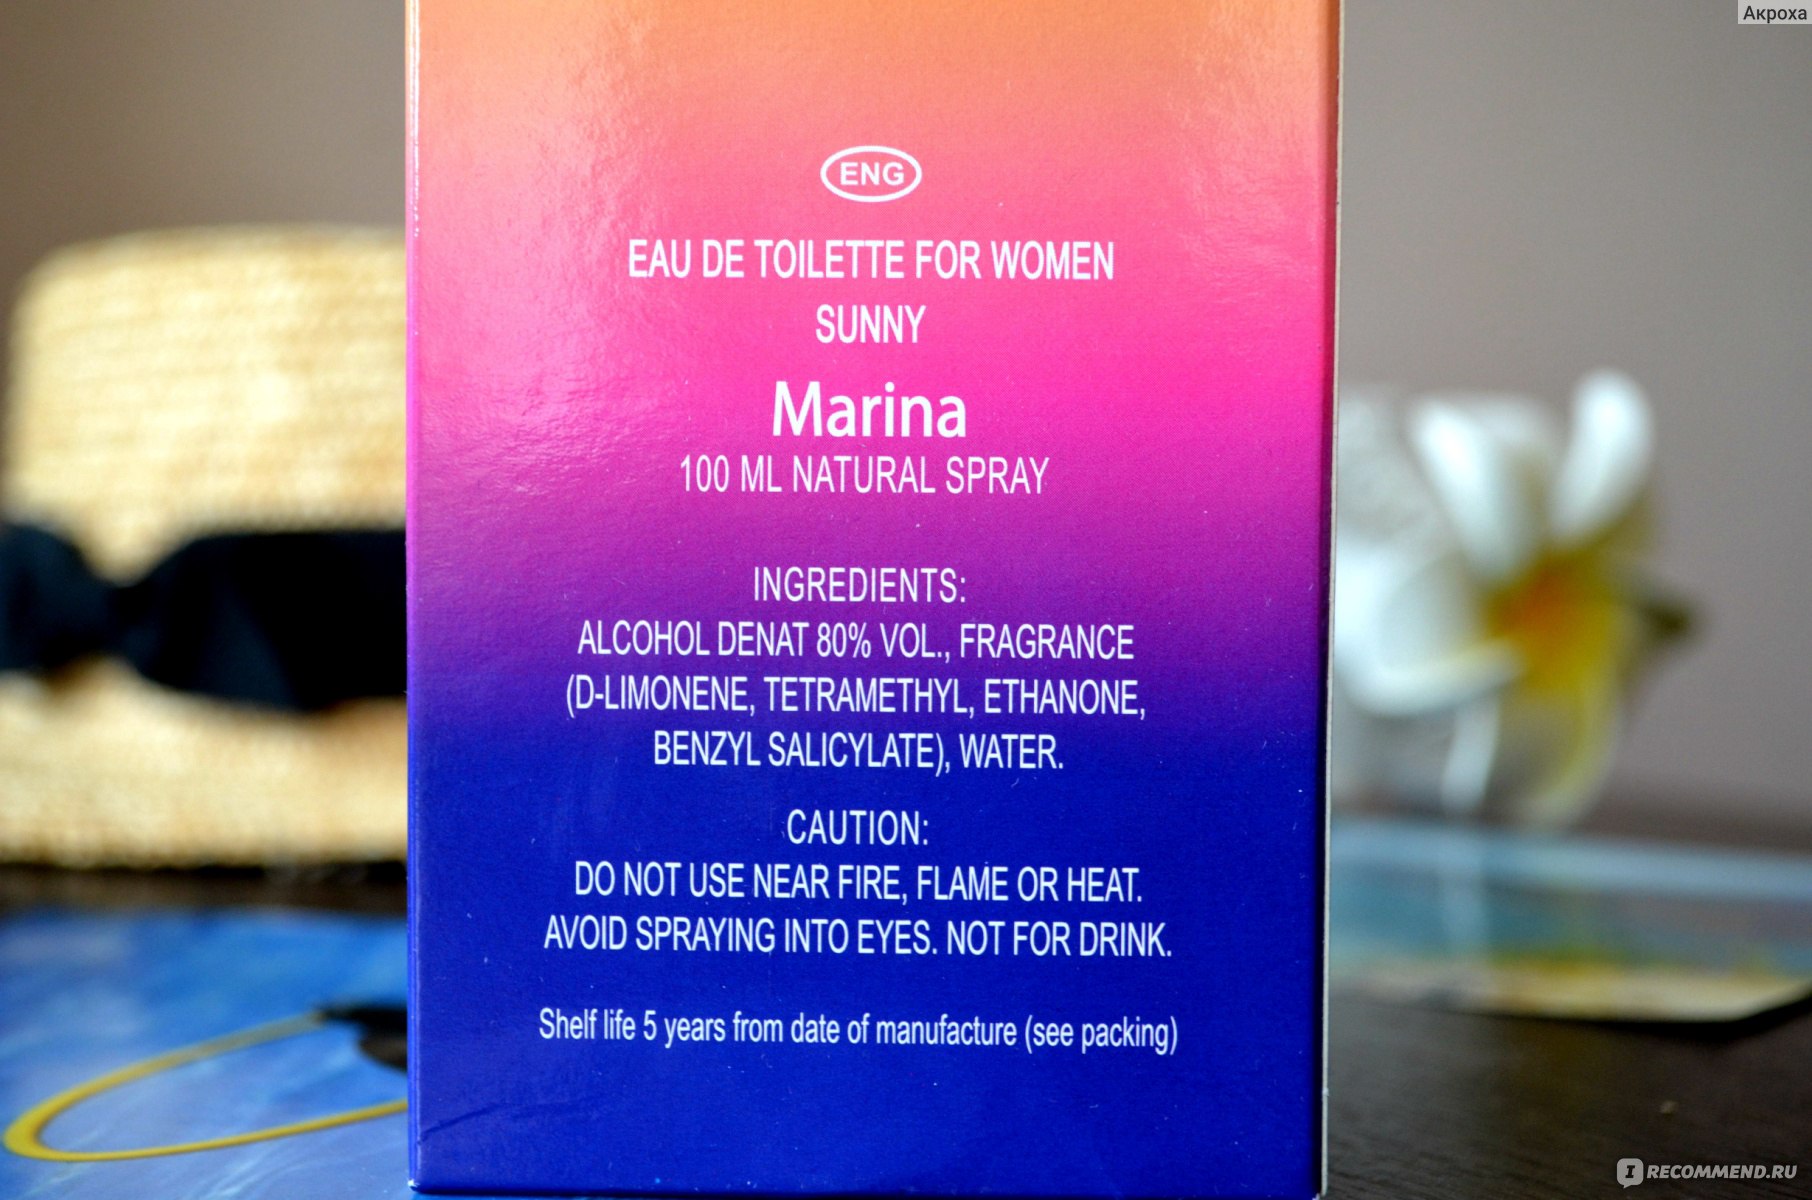 Акроха
ENG
EAU DE TOILETTE FOR WOMEN
SUNNY
Marina
100 ML NATURAL SPRAY
INGREDIENTS:
ALCOHOL DENAT 80% VOL., FRAGRANCE
(D-LIMONENE, TETRAMETHYL, ETHANONE,
BENZYL SALICYLATE), WATER.
CAUTION:
DO NOT USE NEAR FIRE, FLAME OR HEAT.
AVOID SPRAYING INTO EYES. NOT FOR DRINK.
Shelf life 5 years from date of manufacture (see packing)
I RECOMMEND.RU